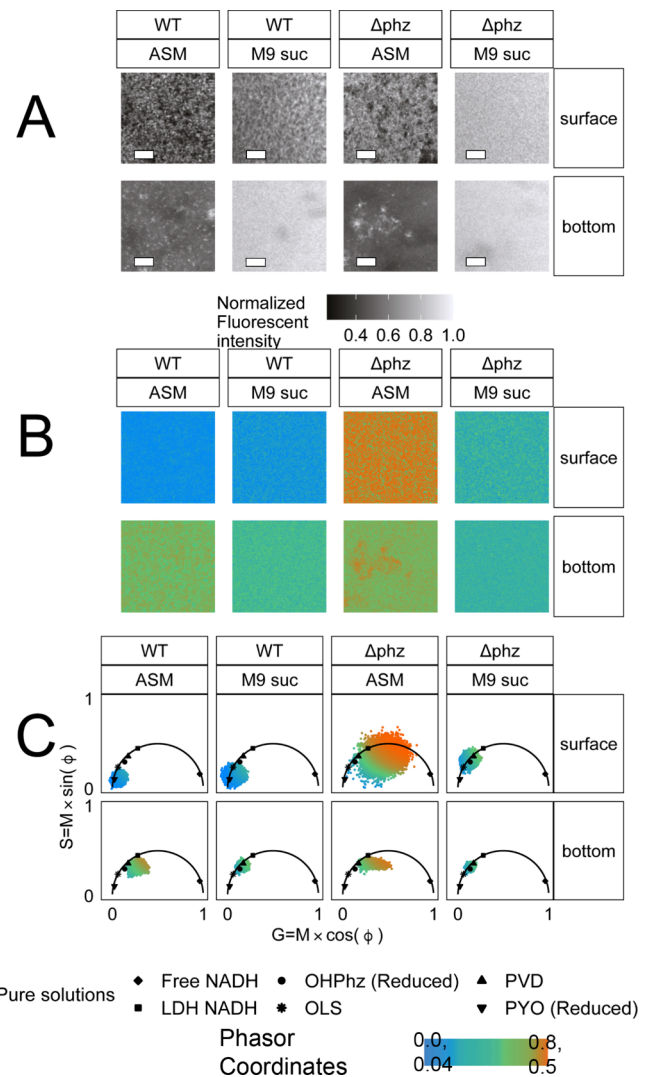 A
WT WT Δphz Δphz
ASM M9 suc ASM M9 suc
surface
bottom
Normalized
Fluorescent
intensity
0.4 0.6 0.8 1.0
B
WT WT Δphz Δphz
ASM M9 suc ASM M9 suc
surface
bottom
C
WT WT Δphz Δphz
ASM M9 suc ASM M9 suc
S=M×sin(ϕ)
1
0
surface
1
0
bottom
0 1 0 1 0 1 0 1
G=M×cos(ϕ)
Pure solutions
Free NADH OHPhz (Reduced) PVD
LDH NADH OLS PYO (Reduced)
Phasor
Coordinates
0.0, 0.8,
0.04 0.5